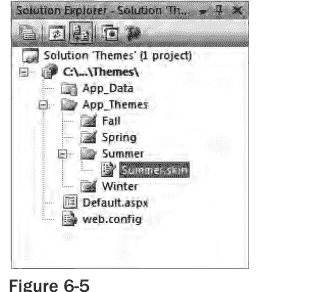 Solution Explorer - Solution 'Th...
Solution 'Themes' (1 project)
C:\...\Themes\
App_Data
App_Themes
Fall
Spring
Summer
Summer.skin
Winter
Default.aspx
web.config
Figure 6-5